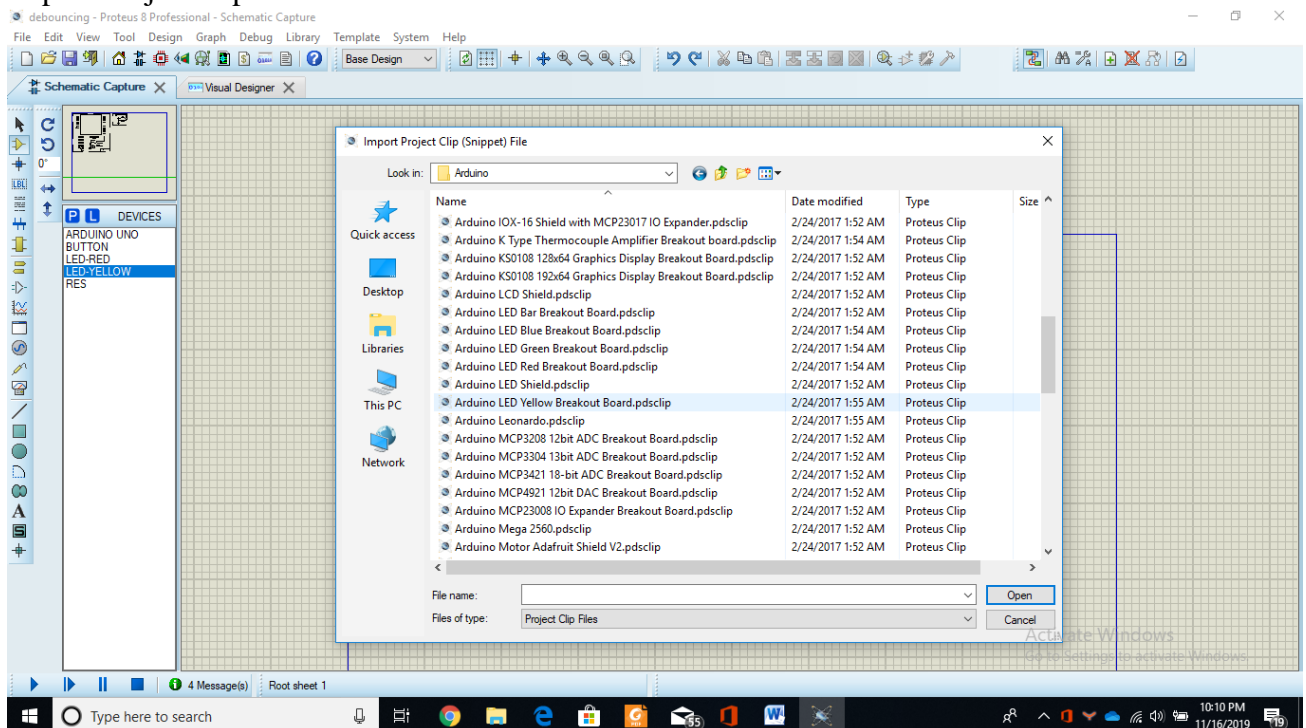 debouncing - Proteus 8 Professional - Schematic Capture
File Edit View Tool Design Graph Debug Library Template System Help
Base Design
Schematic Capture
Visual Designer
0°
P L DEVICES
ARDUINO UNO
BUTTON
LED-RED
LED-YELLOW
RES
LBL
A
S
Import Project Clip (Snippet) File
Look in: Arduino
Quick access
Desktop
Libraries
This PC
Network
Name Date modified Type Size
Arduino IOX-16 Shield with MCP23017 IO Expander.pdsclip 2/24/2017 1:52 AM Proteus Clip
Arduino K Type Thermocouple Amplifier Breakout board.pdsclip 2/24/2017 1:54 AM Proteus Clip
Arduino KS0108 128x64 Graphics Display Breakout Board.pdsclip 2/24/2017 1:52 AM Proteus Clip
Arduino KS0108 192x64 Graphics Display Breakout Board.pdsclip 2/24/2017 1:52 AM Proteus Clip
Arduino LCD Shield.pdsclip 2/24/2017 1:52 AM Proteus Clip
Arduino LED Bar Breakout Board.pdsclip 2/24/2017 1:52 AM Proteus Clip
Arduino LED Blue Breakout Board.pdsclip 2/24/2017 1:54 AM Proteus Clip
Arduino LED Green Breakout Board.pdsclip 2/24/2017 1:54 AM Proteus Clip
Arduino LED Red Breakout Board.pdsclip 2/24/2017 1:54 AM Proteus Clip
Arduino LED Shield.pdsclip 2/24/2017 1:52 AM Proteus Clip
Arduino LED Yellow Breakout Board.pdsclip 2/24/2017 1:55 AM Proteus Clip
Arduino Leonardo.pdsclip 2/24/2017 1:55 AM Proteus Clip
Arduino MCP3208 12bit ADC Breakout Board.pdsclip 2/24/2017 1:52 AM Proteus Clip
Arduino MCP3304 13bit ADC Breakout Board.pdsclip 2/24/2017 1:52 AM Proteus Clip
Arduino MCP3421 18-bit ADC Breakout Board.pdsclip 2/24/2017 1:52 AM Proteus Clip
Arduino MCP4921 12bit DAC Breakout Board.pdsclip 2/24/2017 1:52 AM Proteus Clip
Arduino MCP23008 IO Expander Breakout Board.pdsclip 2/24/2017 1:52 AM Proteus Clip
Arduino Mega 2560.pdsclip 2/24/2017 1:52 AM Proteus Clip
Arduino Motor Adafruit Shield V2.pdsclip 2/24/2017 1:52 AM Proteus Clip
File name: Open
Files of type: Project Clip Files Cancel
Activate Windows
Go to Settings to activate Windows.
4 Message(s) Root sheet 1
Type here to search
55
10:10 PM
11/16/2019
19